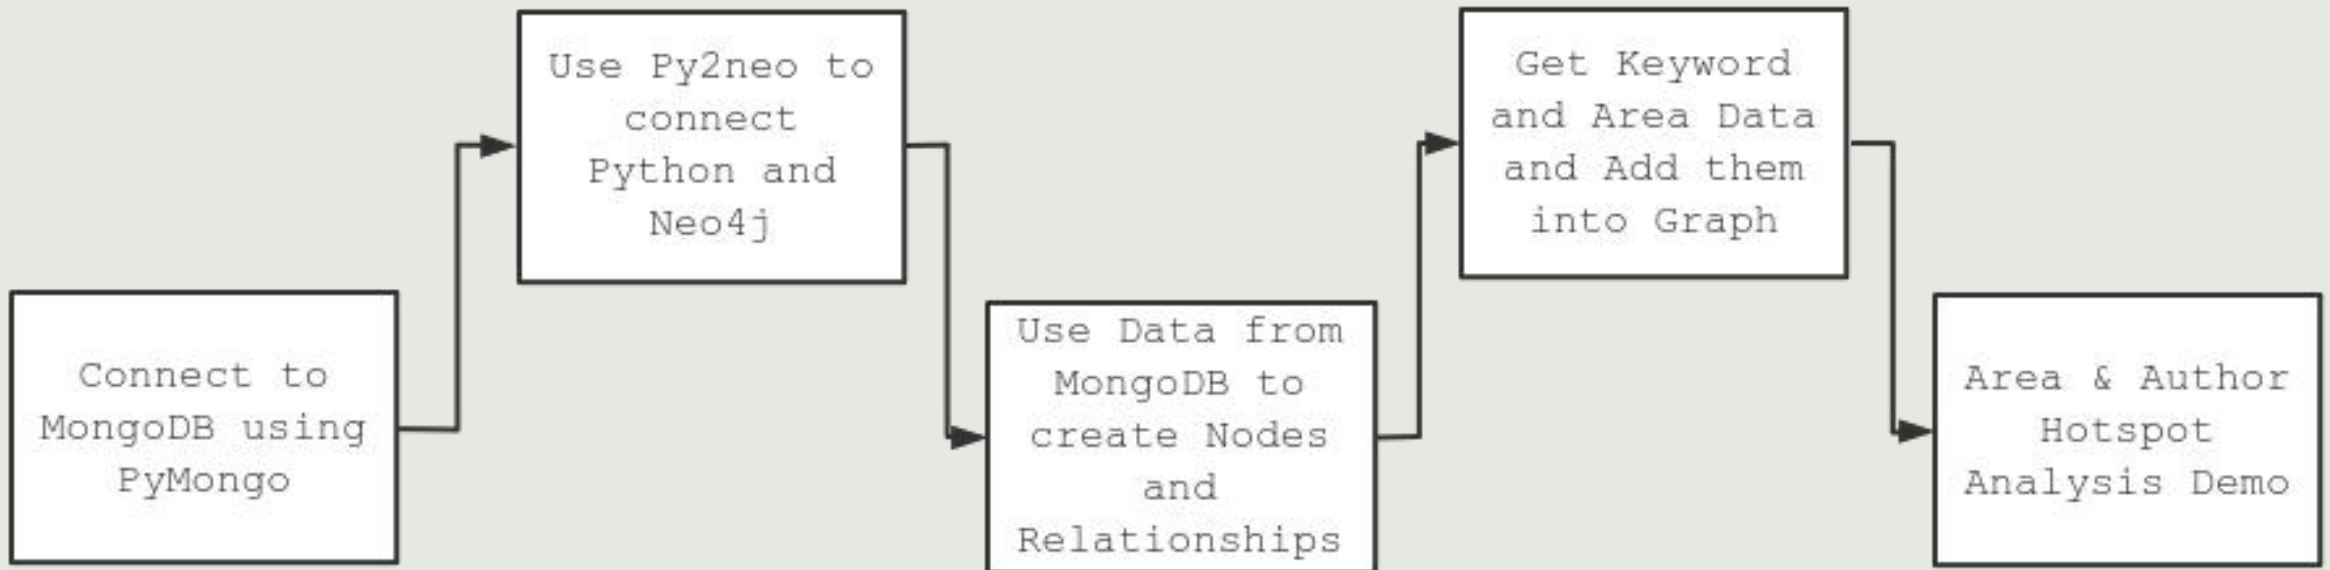 Connect to
MongoDB using
PyMongo
Use Py2neo to
connect
Python and
Neo4j
Use Data from
MongoDB to
create Nodes
and
Relationships
Get Keyword
and Area Data
and Add them
into Graph
Area & Author
Hotspot
Analysis Demo